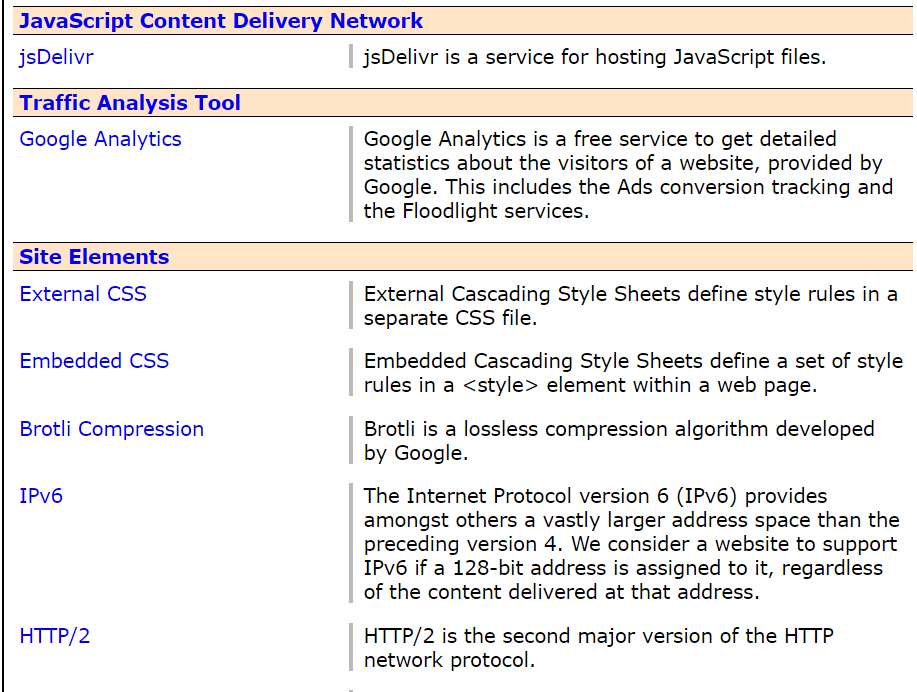 JavaScript Content Delivery Network
jsDelivr
jsDelivr is a service for hosting JavaScript files.
Traffic Analysis Tool
Google Analytics
Google Analytics is a free service to get detailed
statistics about the visitors of a website, provided by
Google. This includes the Ads conversion tracking and
the Floodlight services.
Site Elements
External CSS
External Cascading Style Sheets define style rules in a
separate CSS file.
Embedded CSS
Embedded Cascading Style Sheets define a set of style
rules in a <style> element within a web page.
Brotli Compression
Brotli is a lossless compression algorithm developed
by Google.
IPv6
The Internet Protocol version 6 (IPv6) provides
amongst others a vastly larger address space than the
preceding version 4. We consider a website to support
IPv6 if a 128-bit address is assigned to it, regardless
of the content delivered at that address.
HTTP/2
HTTP/2 is the second major version of the HTTP
network protocol.